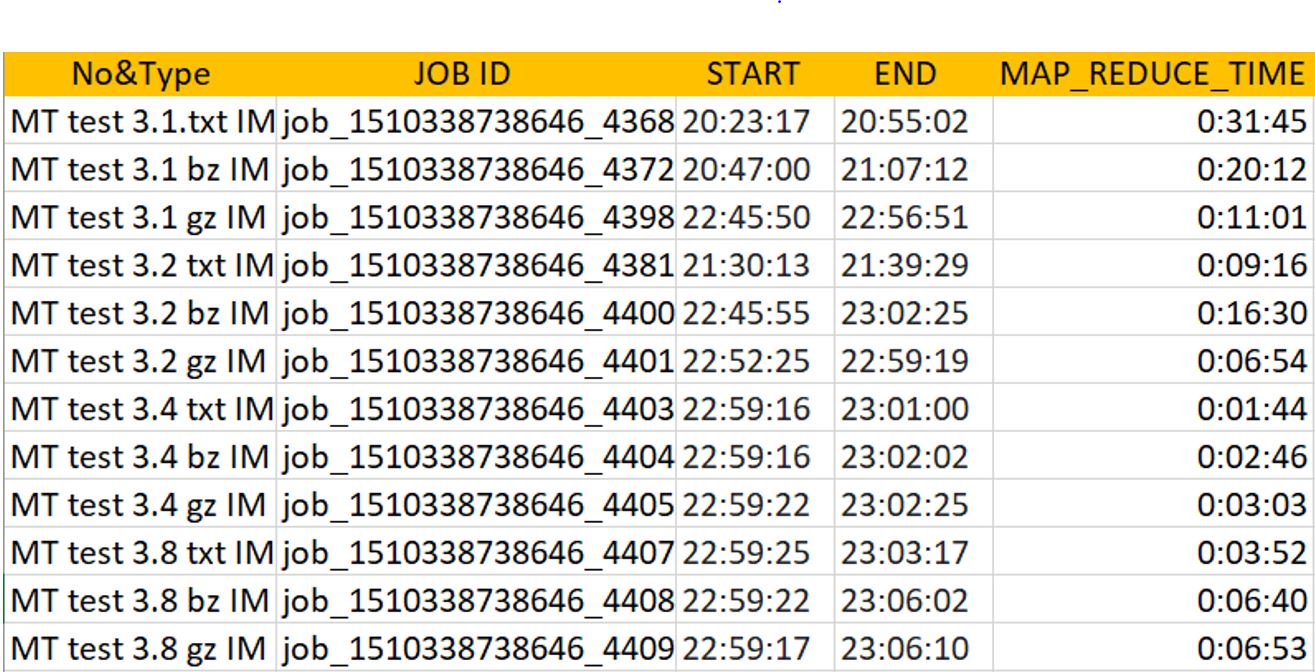 No&Type JOB ID START END MAP_REDUCE_TIME
MT test 3.1.txt IM job_1510338738646_4368 20:23:17 20:55:02 0:31:45
MT test 3.1 bz IM job_1510338738646_4372 20:47:00 21:07:12 0:20:12
MT test 3.1 gz IM job_1510338738646_4398 22:45:50 22:56:51 0:11:01
MT test 3.2 txt IM job_1510338738646_4381 21:30:13 21:39:29 0:09:16
MT test 3.2 bz IM job_1510338738646_4400 22:45:55 23:02:25 0:16:30
MT test 3.2 gz IM job_1510338738646_4401 22:52:25 22:59:19 0:06:54
MT test 3.4 txt IM job_1510338738646_4403 22:59:16 23:01:00 0:01:44
MT test 3.4 bz IM job_1510338738646_4404 22:59:16 23:02:02 0:02:46
MT test 3.4 gz IM job_1510338738646_4405 22:59:22 23:02:25 0:03:03
MT test 3.8 txt IM job_1510338738646_4407 22:59:25 23:03:17 0:03:52
MT test 3.8 bz IM job_1510338738646_4408 22:59:22 23:06:02 0:06:40
MT test 3.8 gz IM job_1510338738646_4409 22:59:17 23:06:10 0:06:53